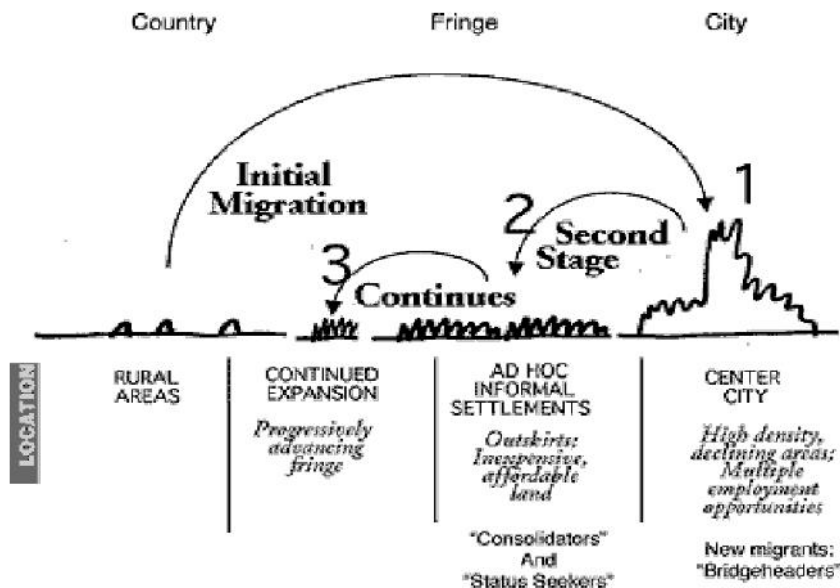 Country
Fringe
City
Initial
Migration
1
2
Second
Stage
3
Continues
LOCATION
RURAL
AREAS
CONTINUED
EXPANSION
Progressively
advancing
fringe
AD HOC
INFORMAL
SETTLEMENTS
Outskirts;
Inexpensive,
affordable
land
"Consolidators"
And
"Status Seekers"
CENTER
CITY
High density,
declining areas;
Multiple
employment
opportunities
New migrants:
"Bridgeheaders"